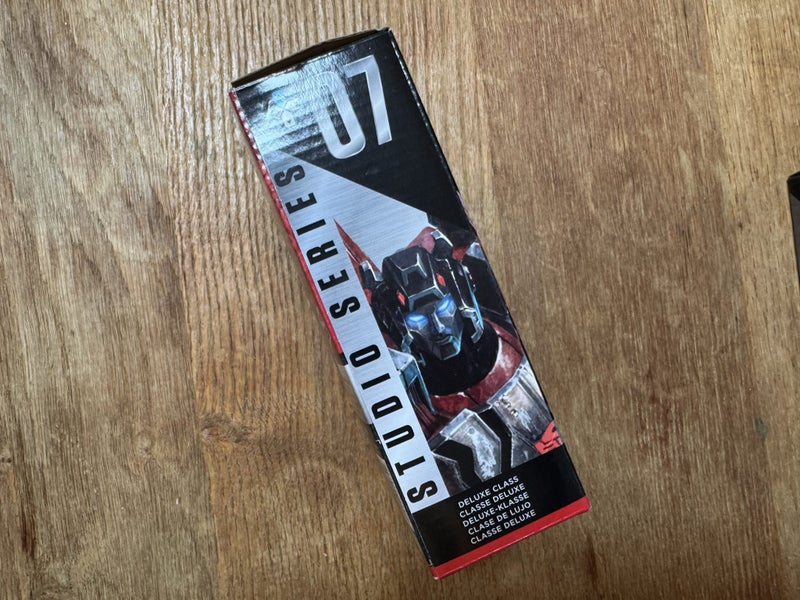 07
STUDIO SERIES
DELUXE CLASS
CLASSE DELUXE
DELUXE-KLASSE
CLASE DE LUJO
CLASSE DELUXE